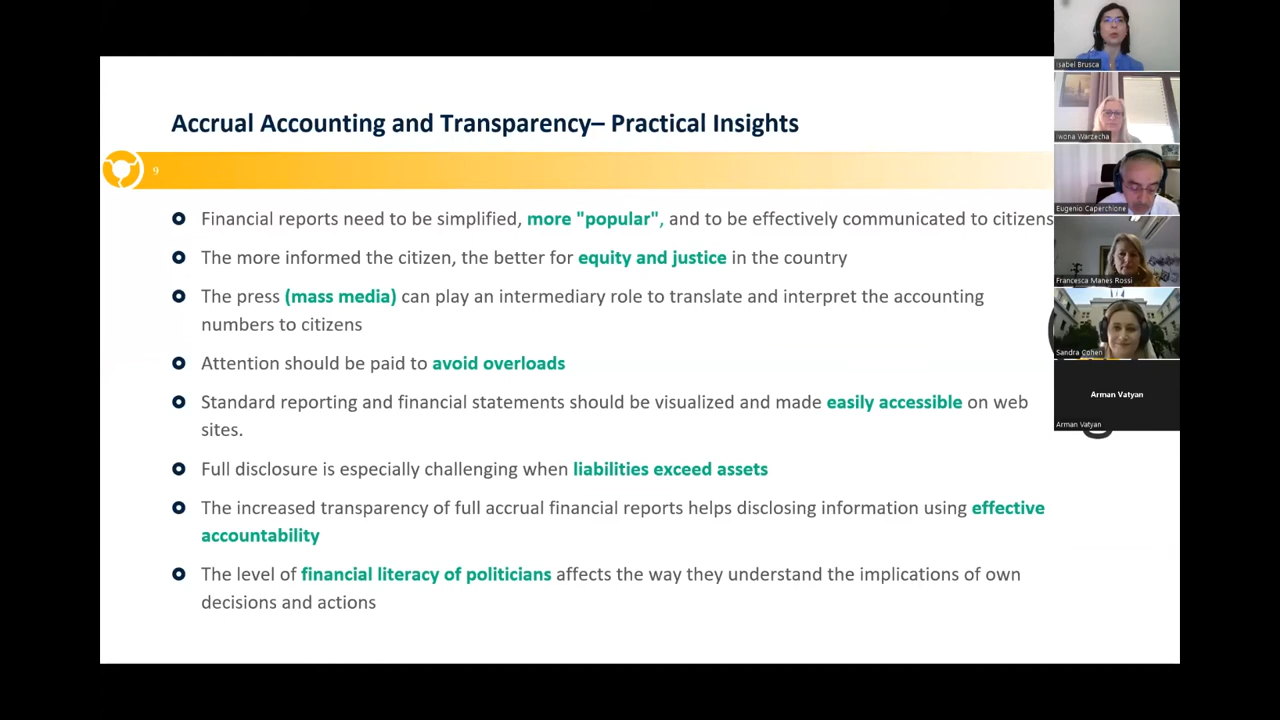 Accrual Accounting and Transparency– Practical Insights
9
Financial reports need to be simplified, more "popular", and to be effectively communicated to citizens
The more informed the citizen, the better for equity and justice in the country
The press (mass media) can play an intermediary role to translate and interpret the accounting
numbers to citizens
Attention should be paid to avoid overloads
Standard reporting and financial statements should be visualized and made easily accessible on web
sites.
Full disclosure is especially challenging when liabilities exceed assets
The increased transparency of full accrual financial reports helps disclosing information using effective
accountability
The level of financial literacy of politicians affects the way they understand the implications of own
decisions and actions
Isabel Brusca
Iwona Warzecha
Eugenio Caperchione
Francesca Manes Rossi
Sandra Cohen
Arman Vatyan
Arman Vatyan